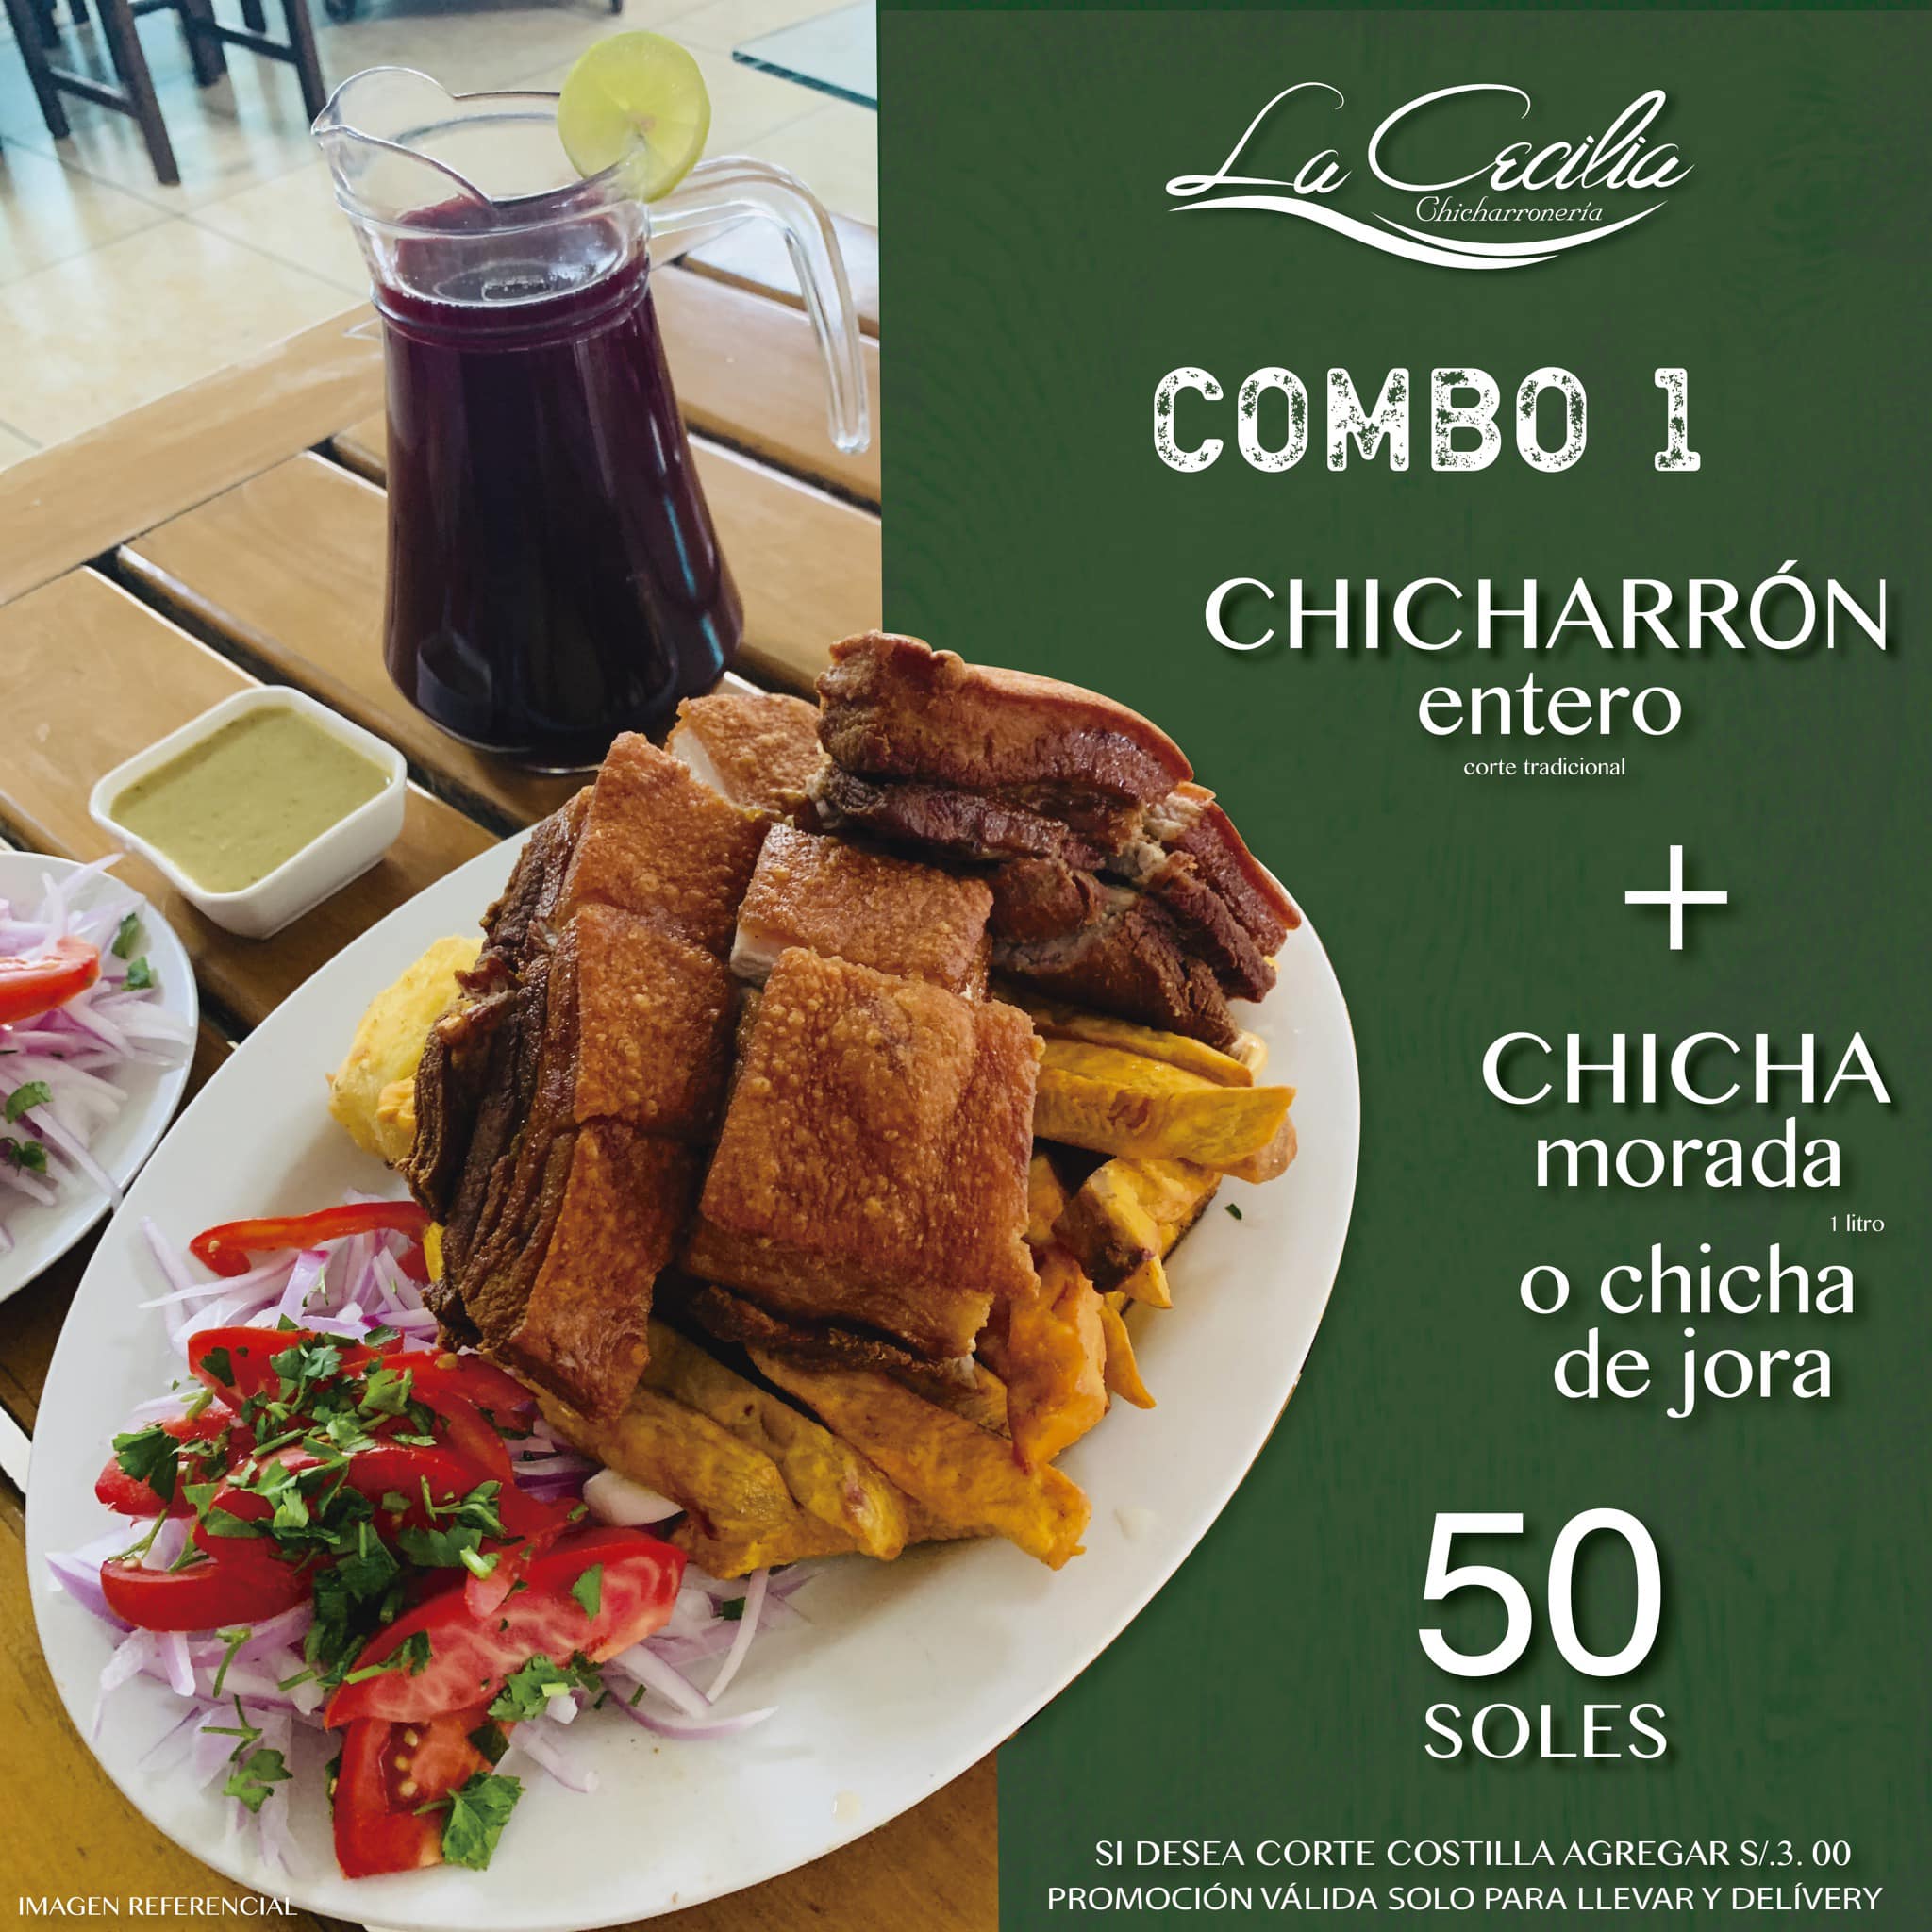 La Cecilia
Chicharronería
COMBO 1
CHICHARRÓN
entero
corte tradicional
+
CHICHA
morada
1 litro
o chicha
de jora
50
SOLES
SI DESEA CORTE COSTILLA AGREGAR S/.3. 00
PROMOCIÓN VÁLIDA SOLO PARA LLEVAR Y DELÍVERY
IMAGEN REFERENCIAL